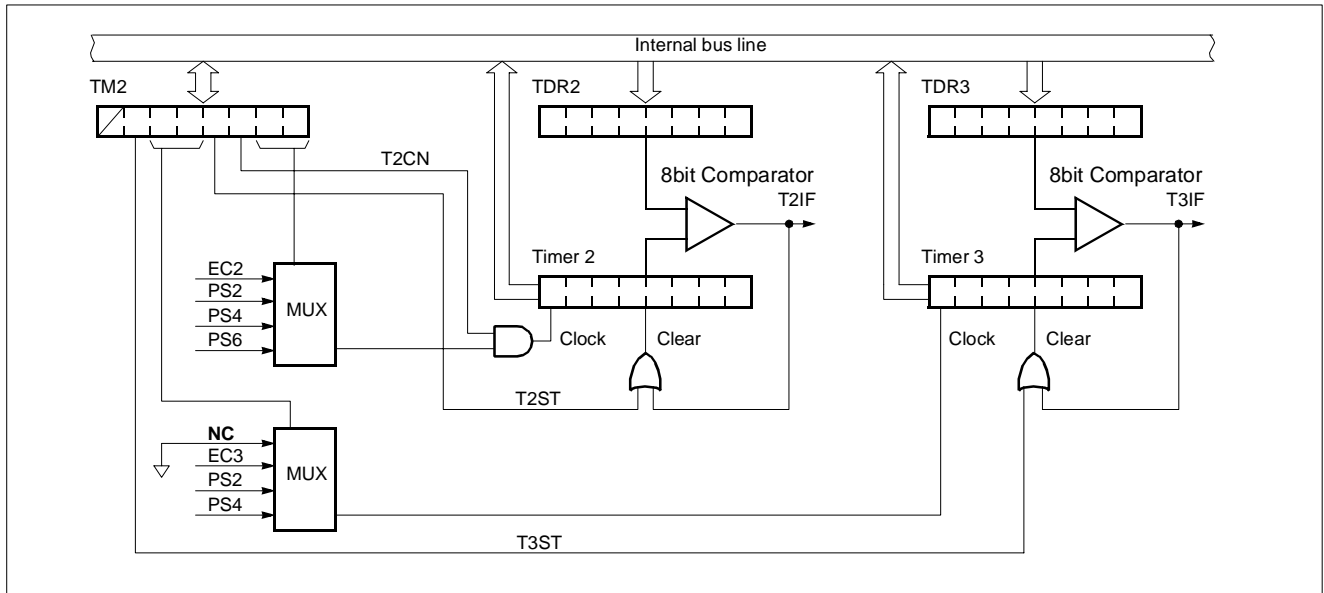 Internal bus line
TM2
TDR2
TDR3
T2CN
8bit Comparator
T2IF
8bit Comparator
T3IF
Timer 2
Timer 3
EC2
PS2
PS4
PS6
MUX
Clock
Clear
Clock
Clear
T2ST
NC
EC3
PS2
PS4
MUX
T3ST